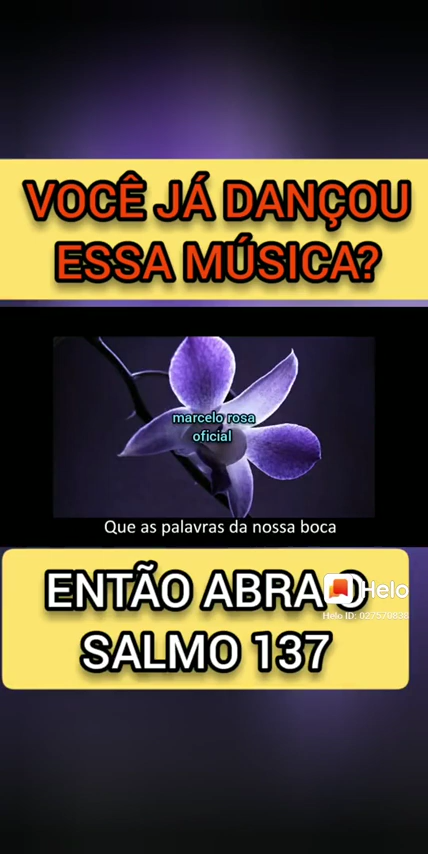 VOCÊ JÁ DANÇOU
ESSA MÚSICA?
marcelo rosa
oficial
Que as palavras da nossa boca
ENTÃO ABRA O
Helo
Helo ID: 027570838
SALMO 137